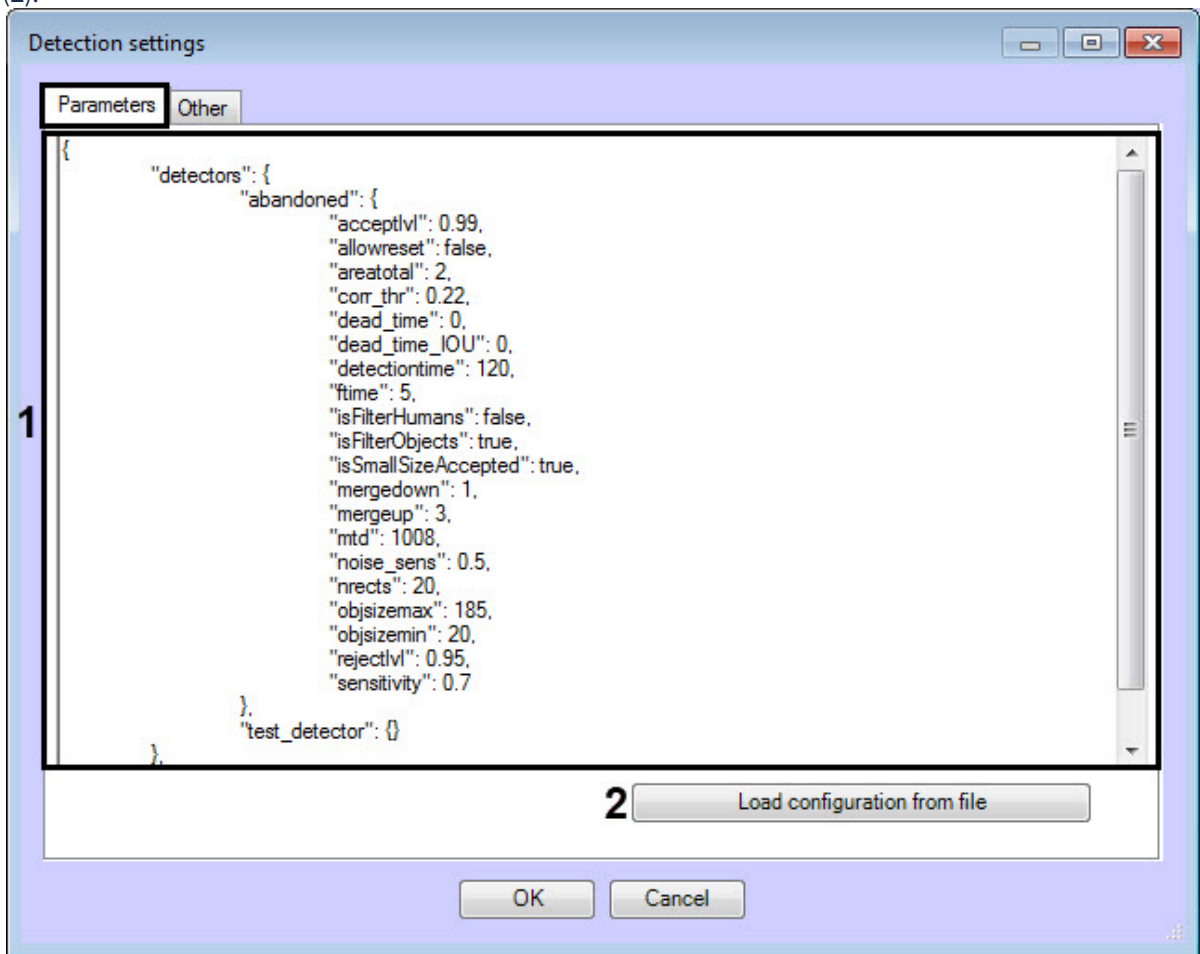 (2).
Detection settings
Parameters Other
{
"detectors": {
"abandoned": {
"acceptlvl": 0.99,
"allowreset": false,
"areatotal": 2,
"corr_thr": 0.22,
"dead_time": 0,
"dead_time_IOU": 0,
"detectiontime": 120,
"ftime": 5,
"isFilterHumans": false,
"isFilterObjects": true,
"isSmallSizeAccepted": true,
"mergedown": 1,
"mergeup": 3,
"mtd": 1008,
"noise_sens": 0.5,
"nrects": 20,
"objsizemax": 185,
"objsizemin": 20,
"rejectlvl": 0.95,
"sensitivity": 0.7
},
"test_detector": {}
},
1
2 Load configuration from file
OK Cancel